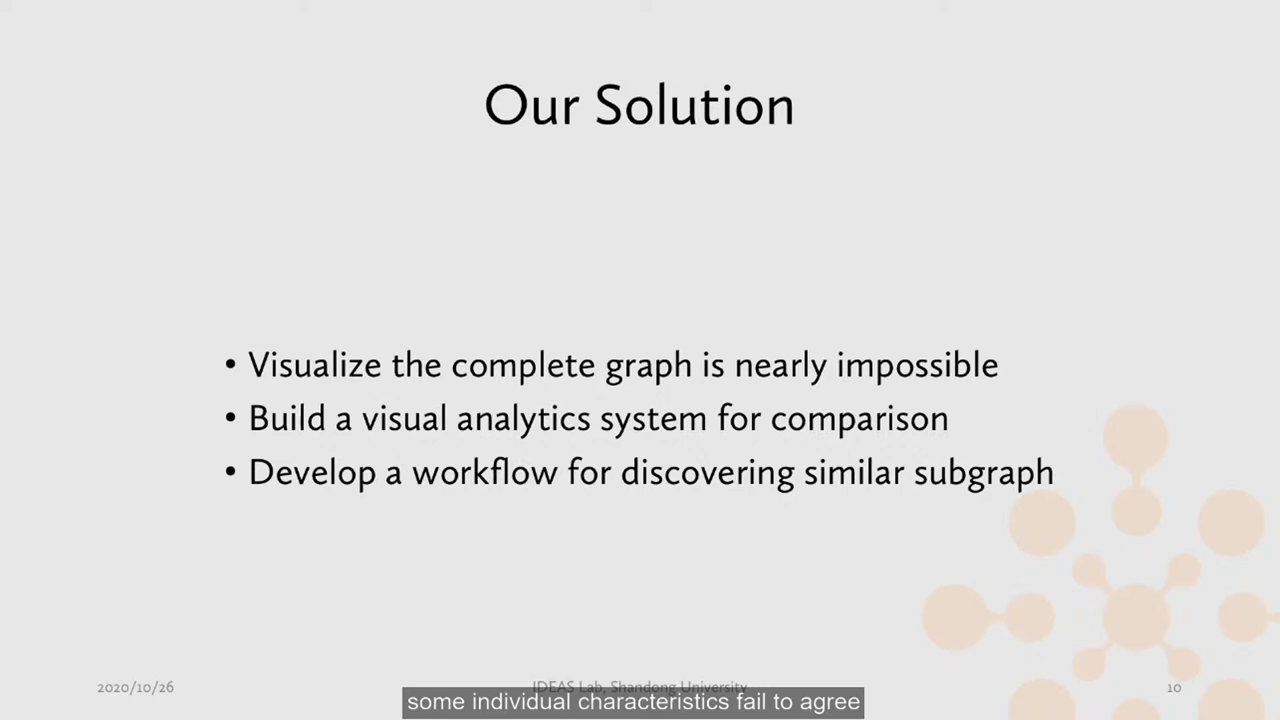 Our Solution
• Visualize the complete graph is nearly impossible
• Build a visual analytics system for comparison
• Develop a workflow for discovering similar subgraph
2020/10/26
IDEAS Lab, Shandong University
10
some individual characteristics fail to agree